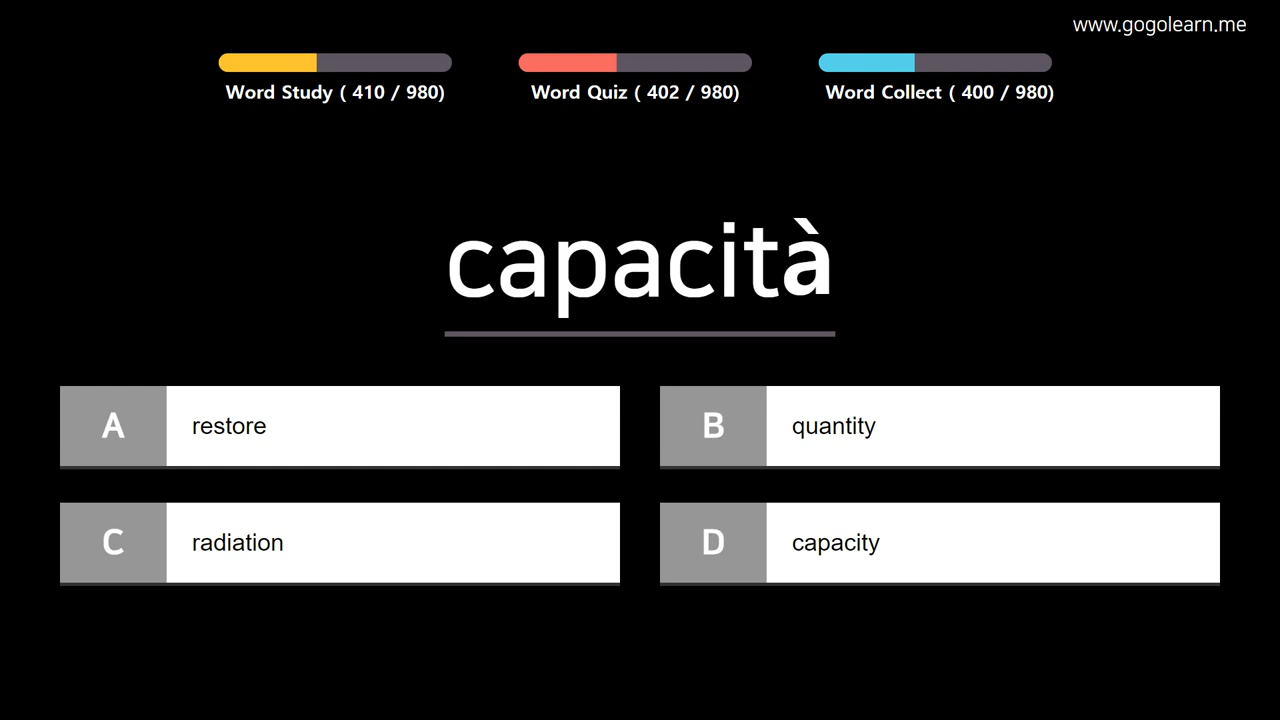 www.gogolearn.me
Word Study ( 410 / 980)
Word Quiz ( 402 / 980)
Word Collect ( 400 / 980)
capacità
A restore
B quantity
C radiation
D capacity